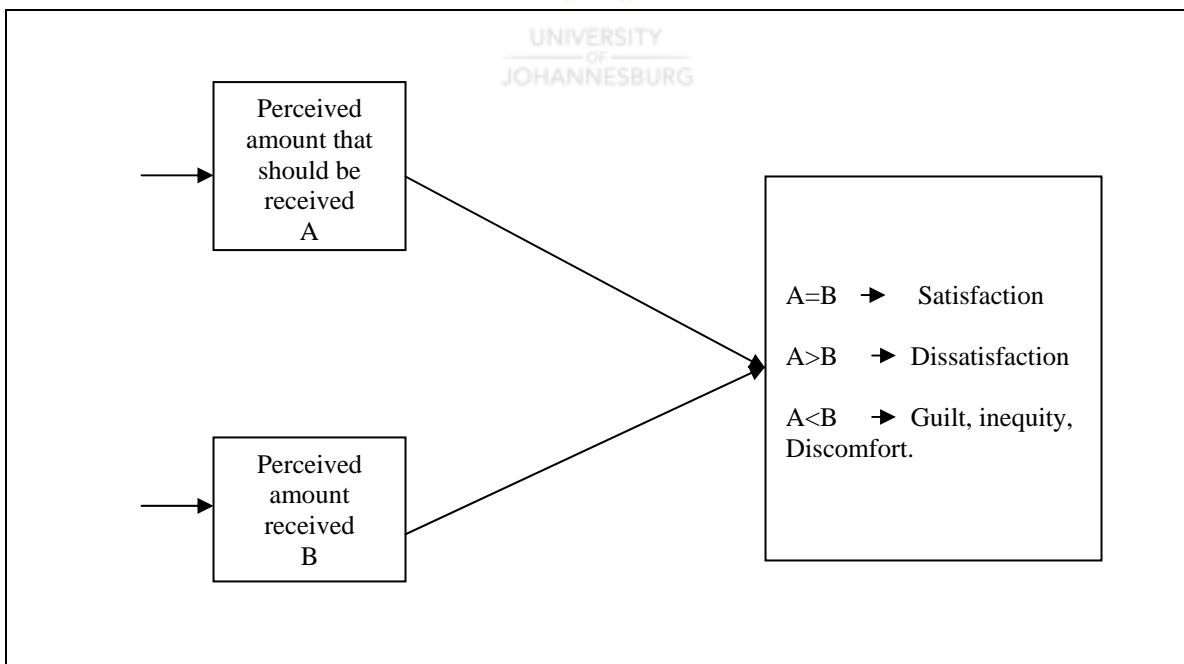 UNIVERSITY
OF
JOHANNESBURG
Perceived
amount that
should be
received
A
A=B → Satisfaction
A>B → Dissatisfaction
A<B → Guilt, inequity,
Discomfort.
Perceived
amount
received
B